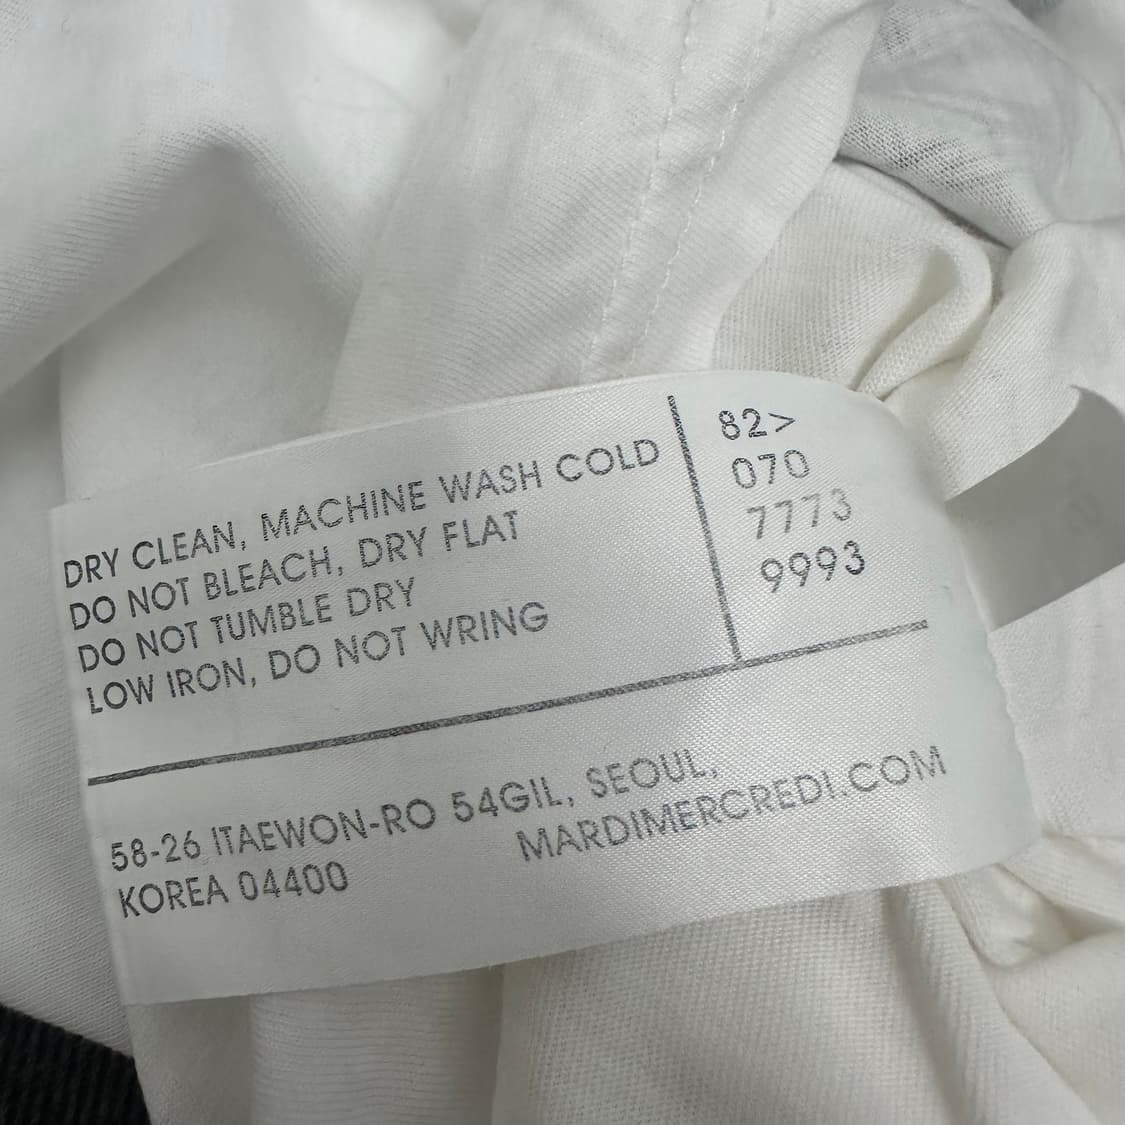 DRY CLEAN, MACHINE WASH COLD
DO NOT BLEACH, DRY FLAT
DO NOT TUMBLE DRY
LOW IRON, DO NOT WRING
82>
070
7773
9993
58-26 ITAEWON-RO 54GIL, SEOUL,
KOREA 04400
MARDIMERCREDI.COM